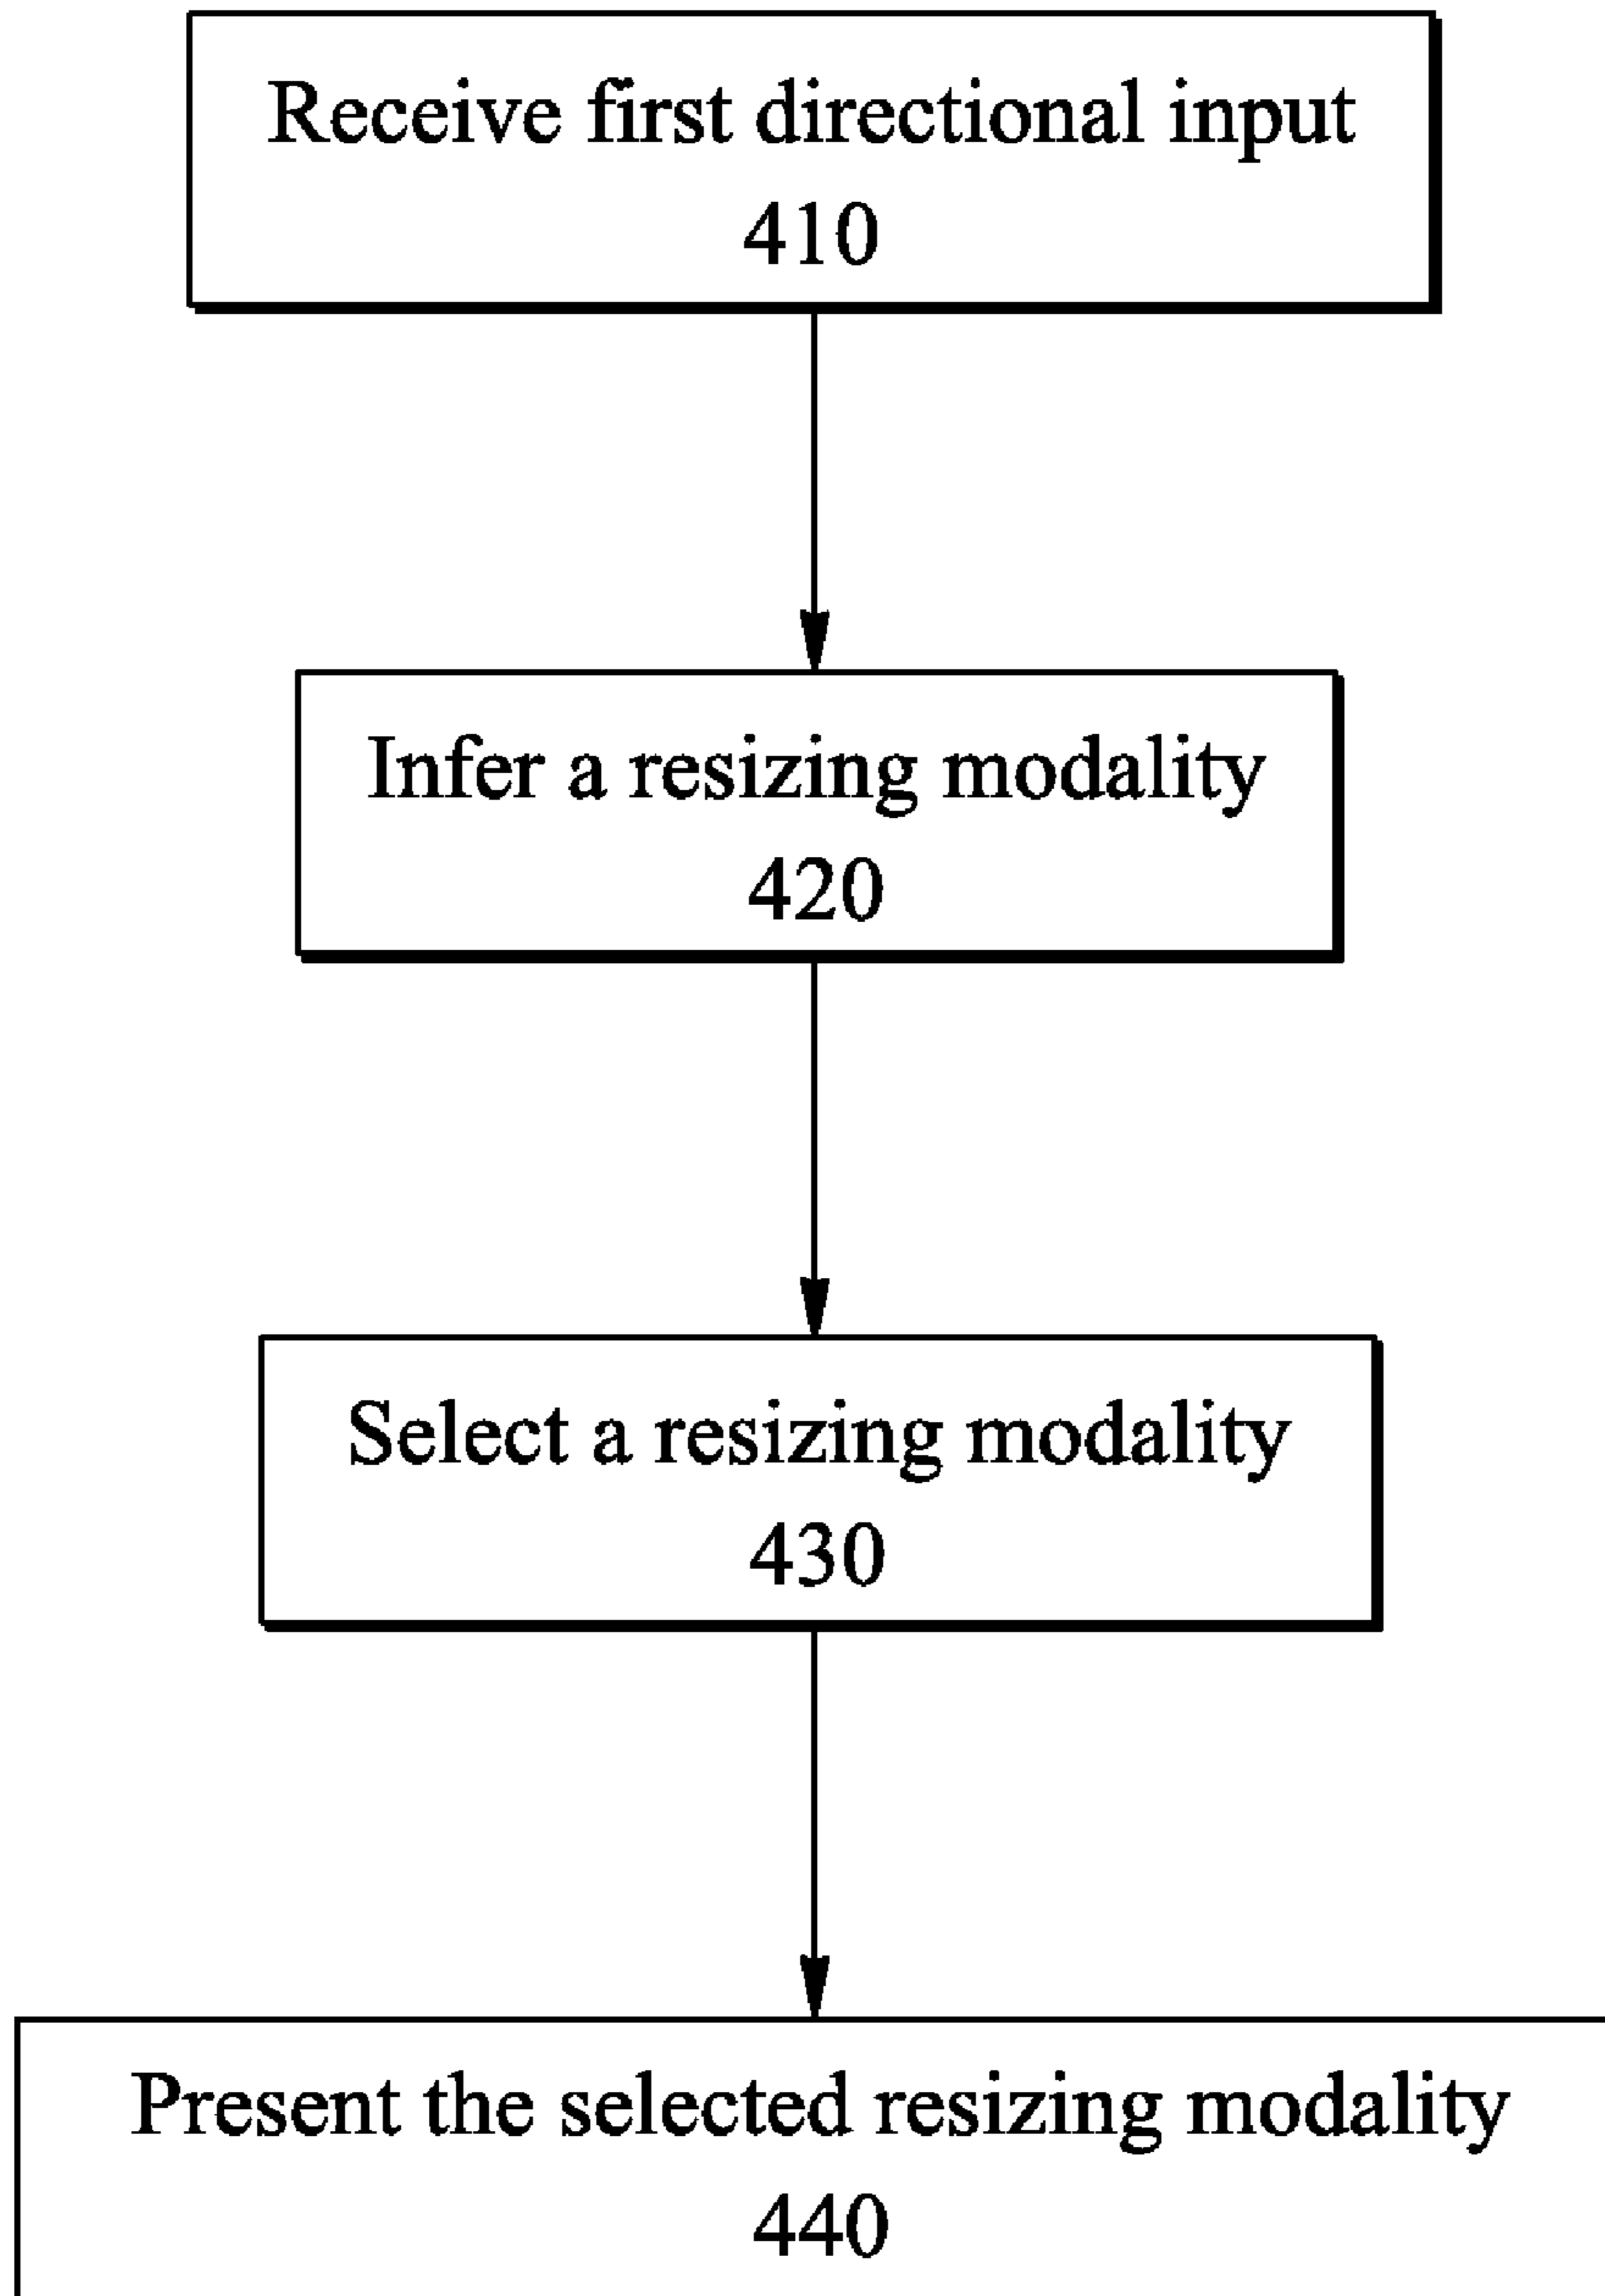 Receive first directional input
410
Infer a resizing modality
420
Select a resizing modality
430
Present the selected resizing modality
440